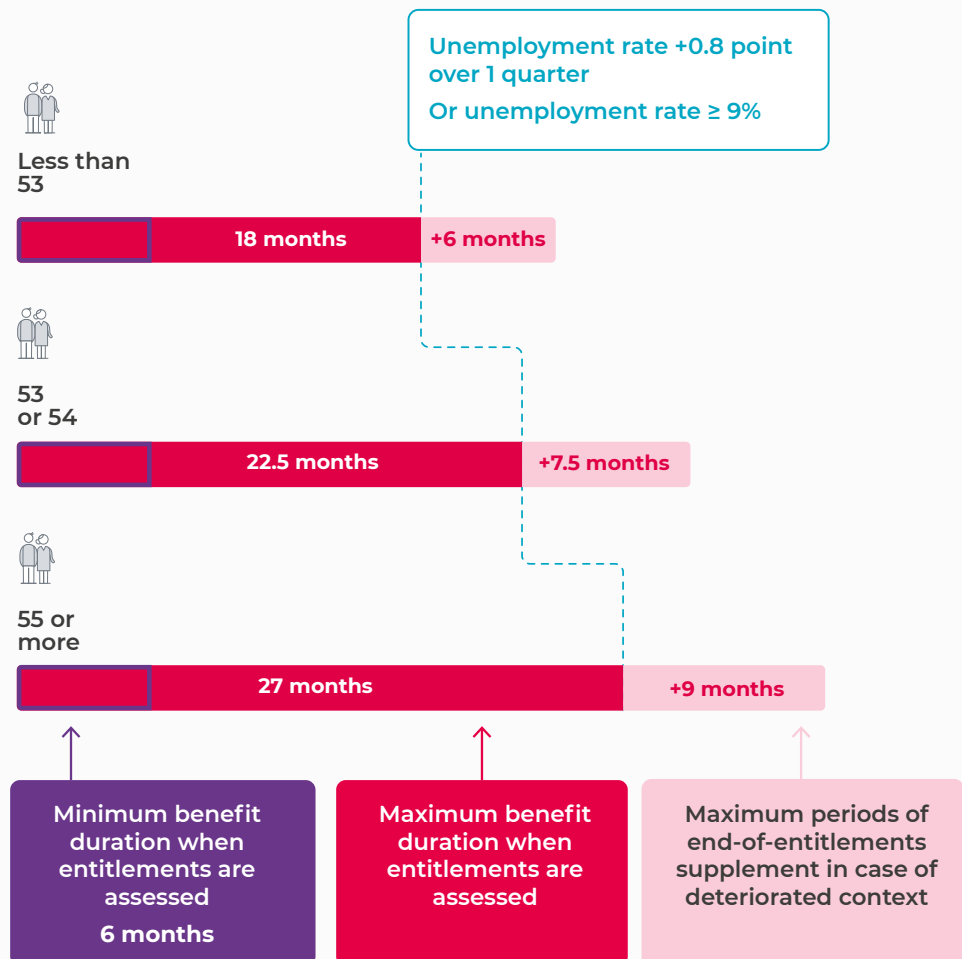 Unemployment rate +0.8 point
over 1 quarter
Or unemployment rate ≥ 9%
Less than
53
18 months
+6 months
53
or 54
22.5 months
+7.5 months
55 or
more
27 months
+9 months
Minimum benefit
duration when
entitlements are
assessed
6 months
Maximum benefit
duration when
entitlements are
assessed
Maximum periods of
end-of-entitlements
supplement in case of
deteriorated context